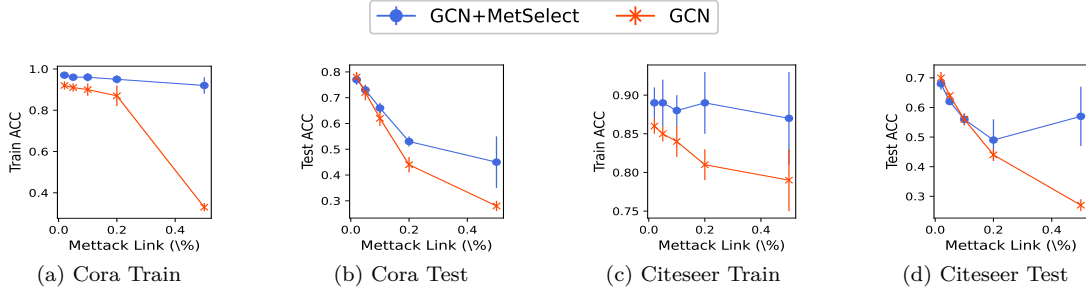 GCN+MetSelect GCN
1.0
0.8
0.6
0.4
Train ACC
0.0 0.2 0.4
Mettack Link (\%)
(a) Cora Train
0.8
0.7
0.6
0.5
0.4
0.3
Test ACC
0.0 0.2 0.4
Mettack Link (\%)
(b) Cora Test
0.90
0.85
0.80
0.75
Train ACC
0.0 0.2 0.4
Mettack Link (\%)
(c) Citeseer Train
0.7
0.6
0.5
0.4
0.3
Test ACC
0.0 0.2 0.4
Mettack Link (\%)
(d) Citeseer Test